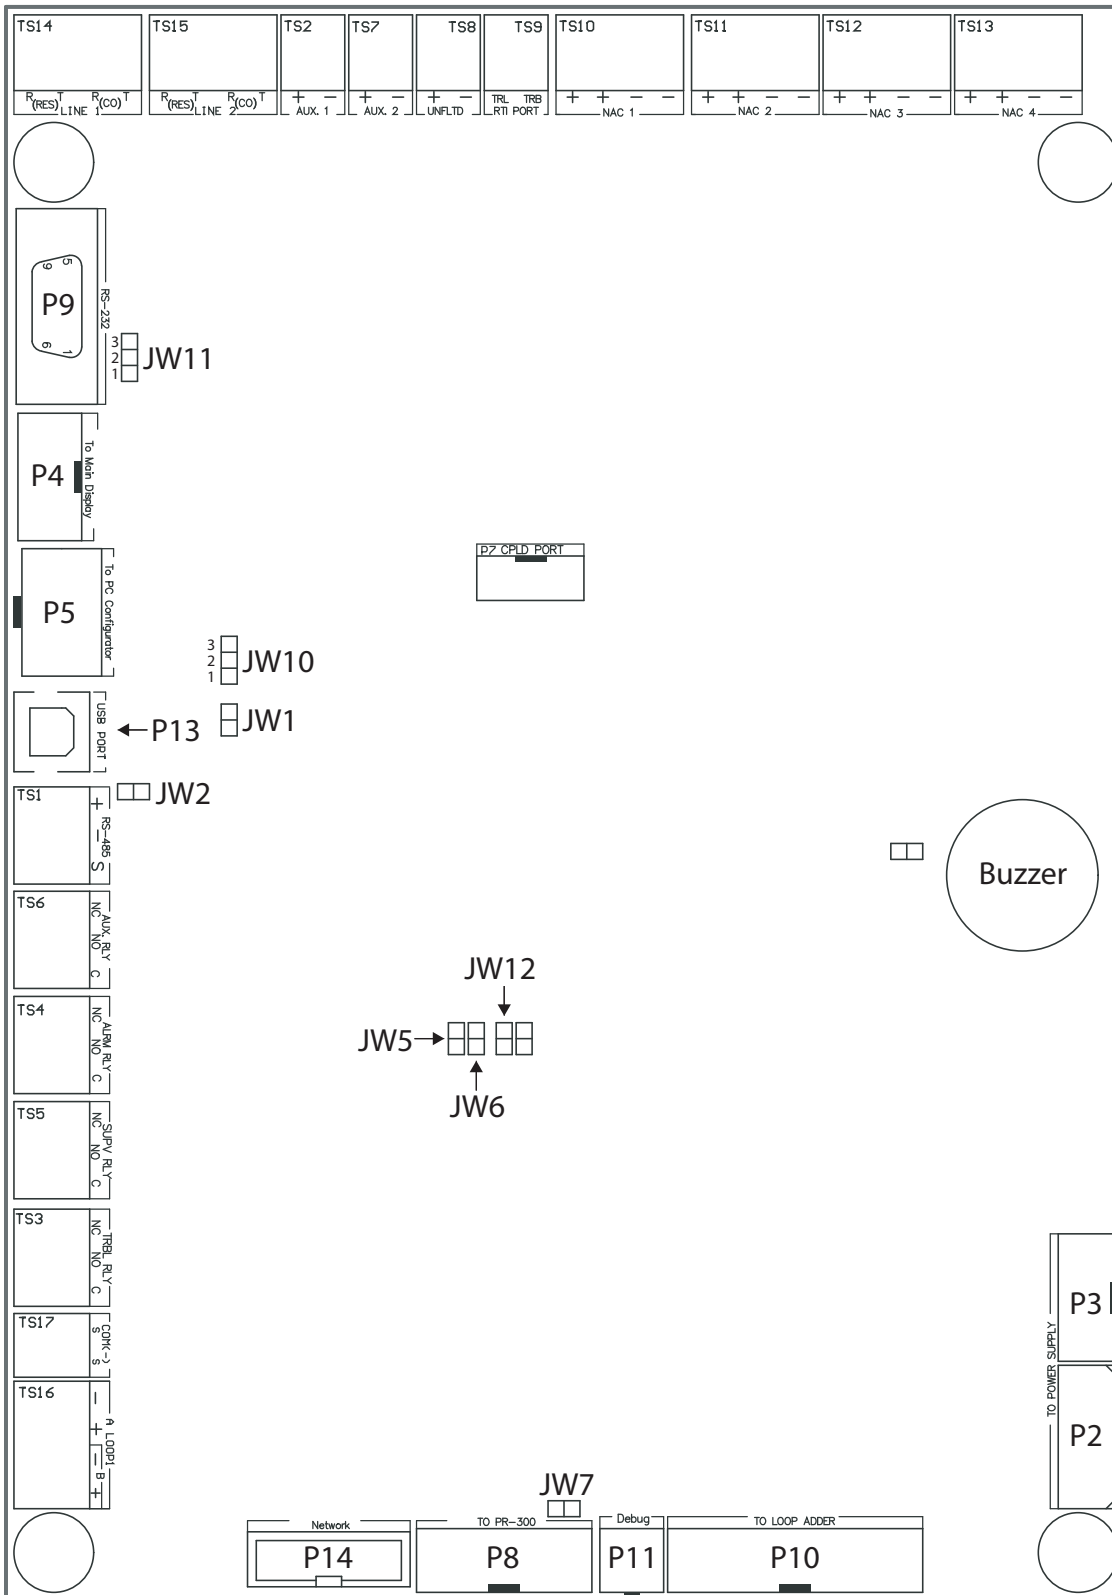 TS14 TS15 TS2 TS7 TS8 TS9 TS10 TS11 TS12 TS13
R (RES) T R (CO) T R (RES) T R (CO) T + - + - + - TRL TRB + + - - + + - - + + - - + + - -
LINE 1 LINE 2 AUX. 1 AUX. 2 UNFLTD RTI PORT NAC 1 NAC 2 NAC 3 NAC 4
P9
5
9
6
1
RS-232
3
2
1
JW11
P4
To Main Display
P7 CPLD PORT
P5
To PC Configurator
3
2
1
JW10
JW1
USB PORT
P13
JW2
TS1
+ - S
RS-485
Buzzer
TS6
NC NO C
AUX. RLY
JW12
TS4
NC NO C
ALRM RLY
JW5
JW6
TS5
NC NO C
SUPV RLY
TS3
NC NO C
TRBL RLY
P3
TO POWER SUPPLY
P2
TS17
S S
COM(-)
TS16
- + - +
A LOOP1
B
JW7
Network TO PR-300 Debug TO LOOP ADDER
P14 P8 P11 P10